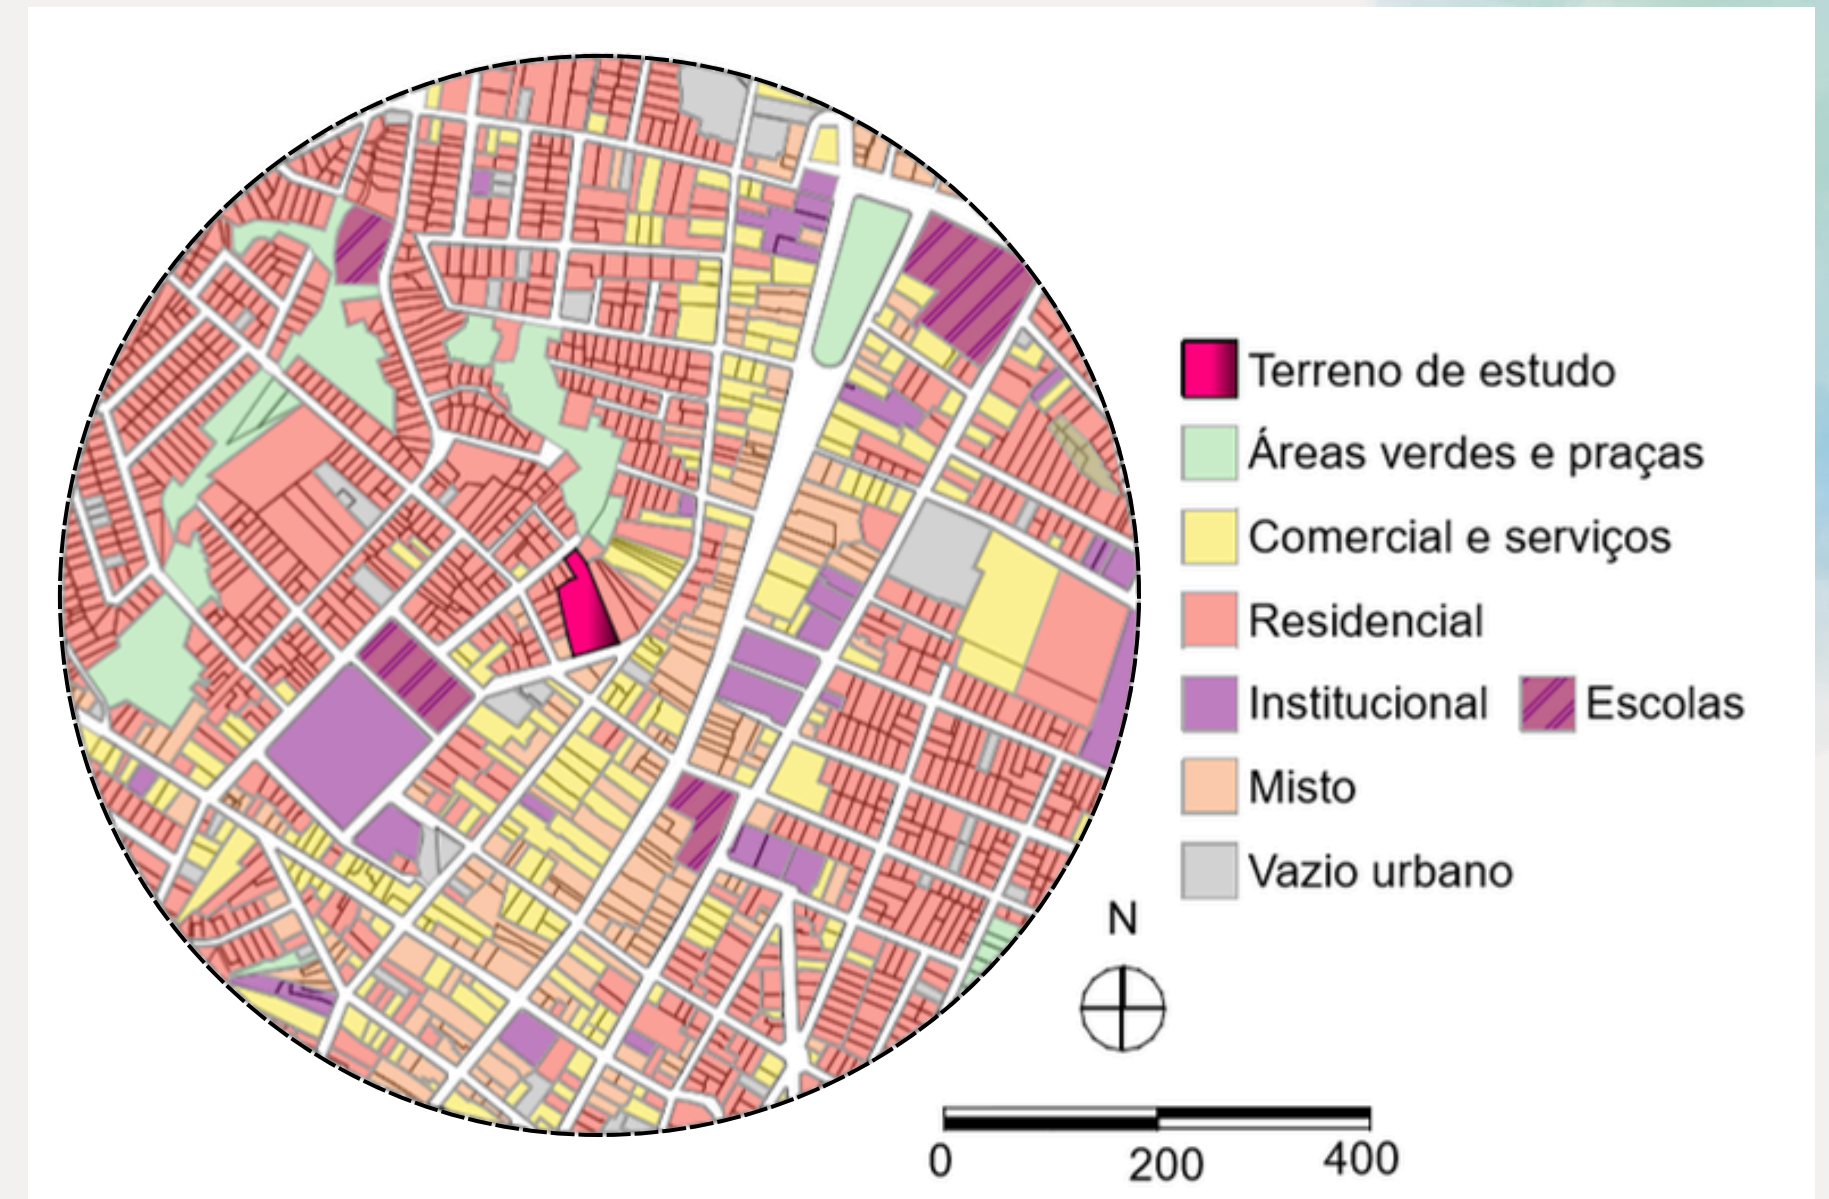 Terreno de estudo
Áreas verdes e praças
Comercial e serviços
Residencial
Institucional Escolas
Misto
Vazio urbano
N
0 200 400